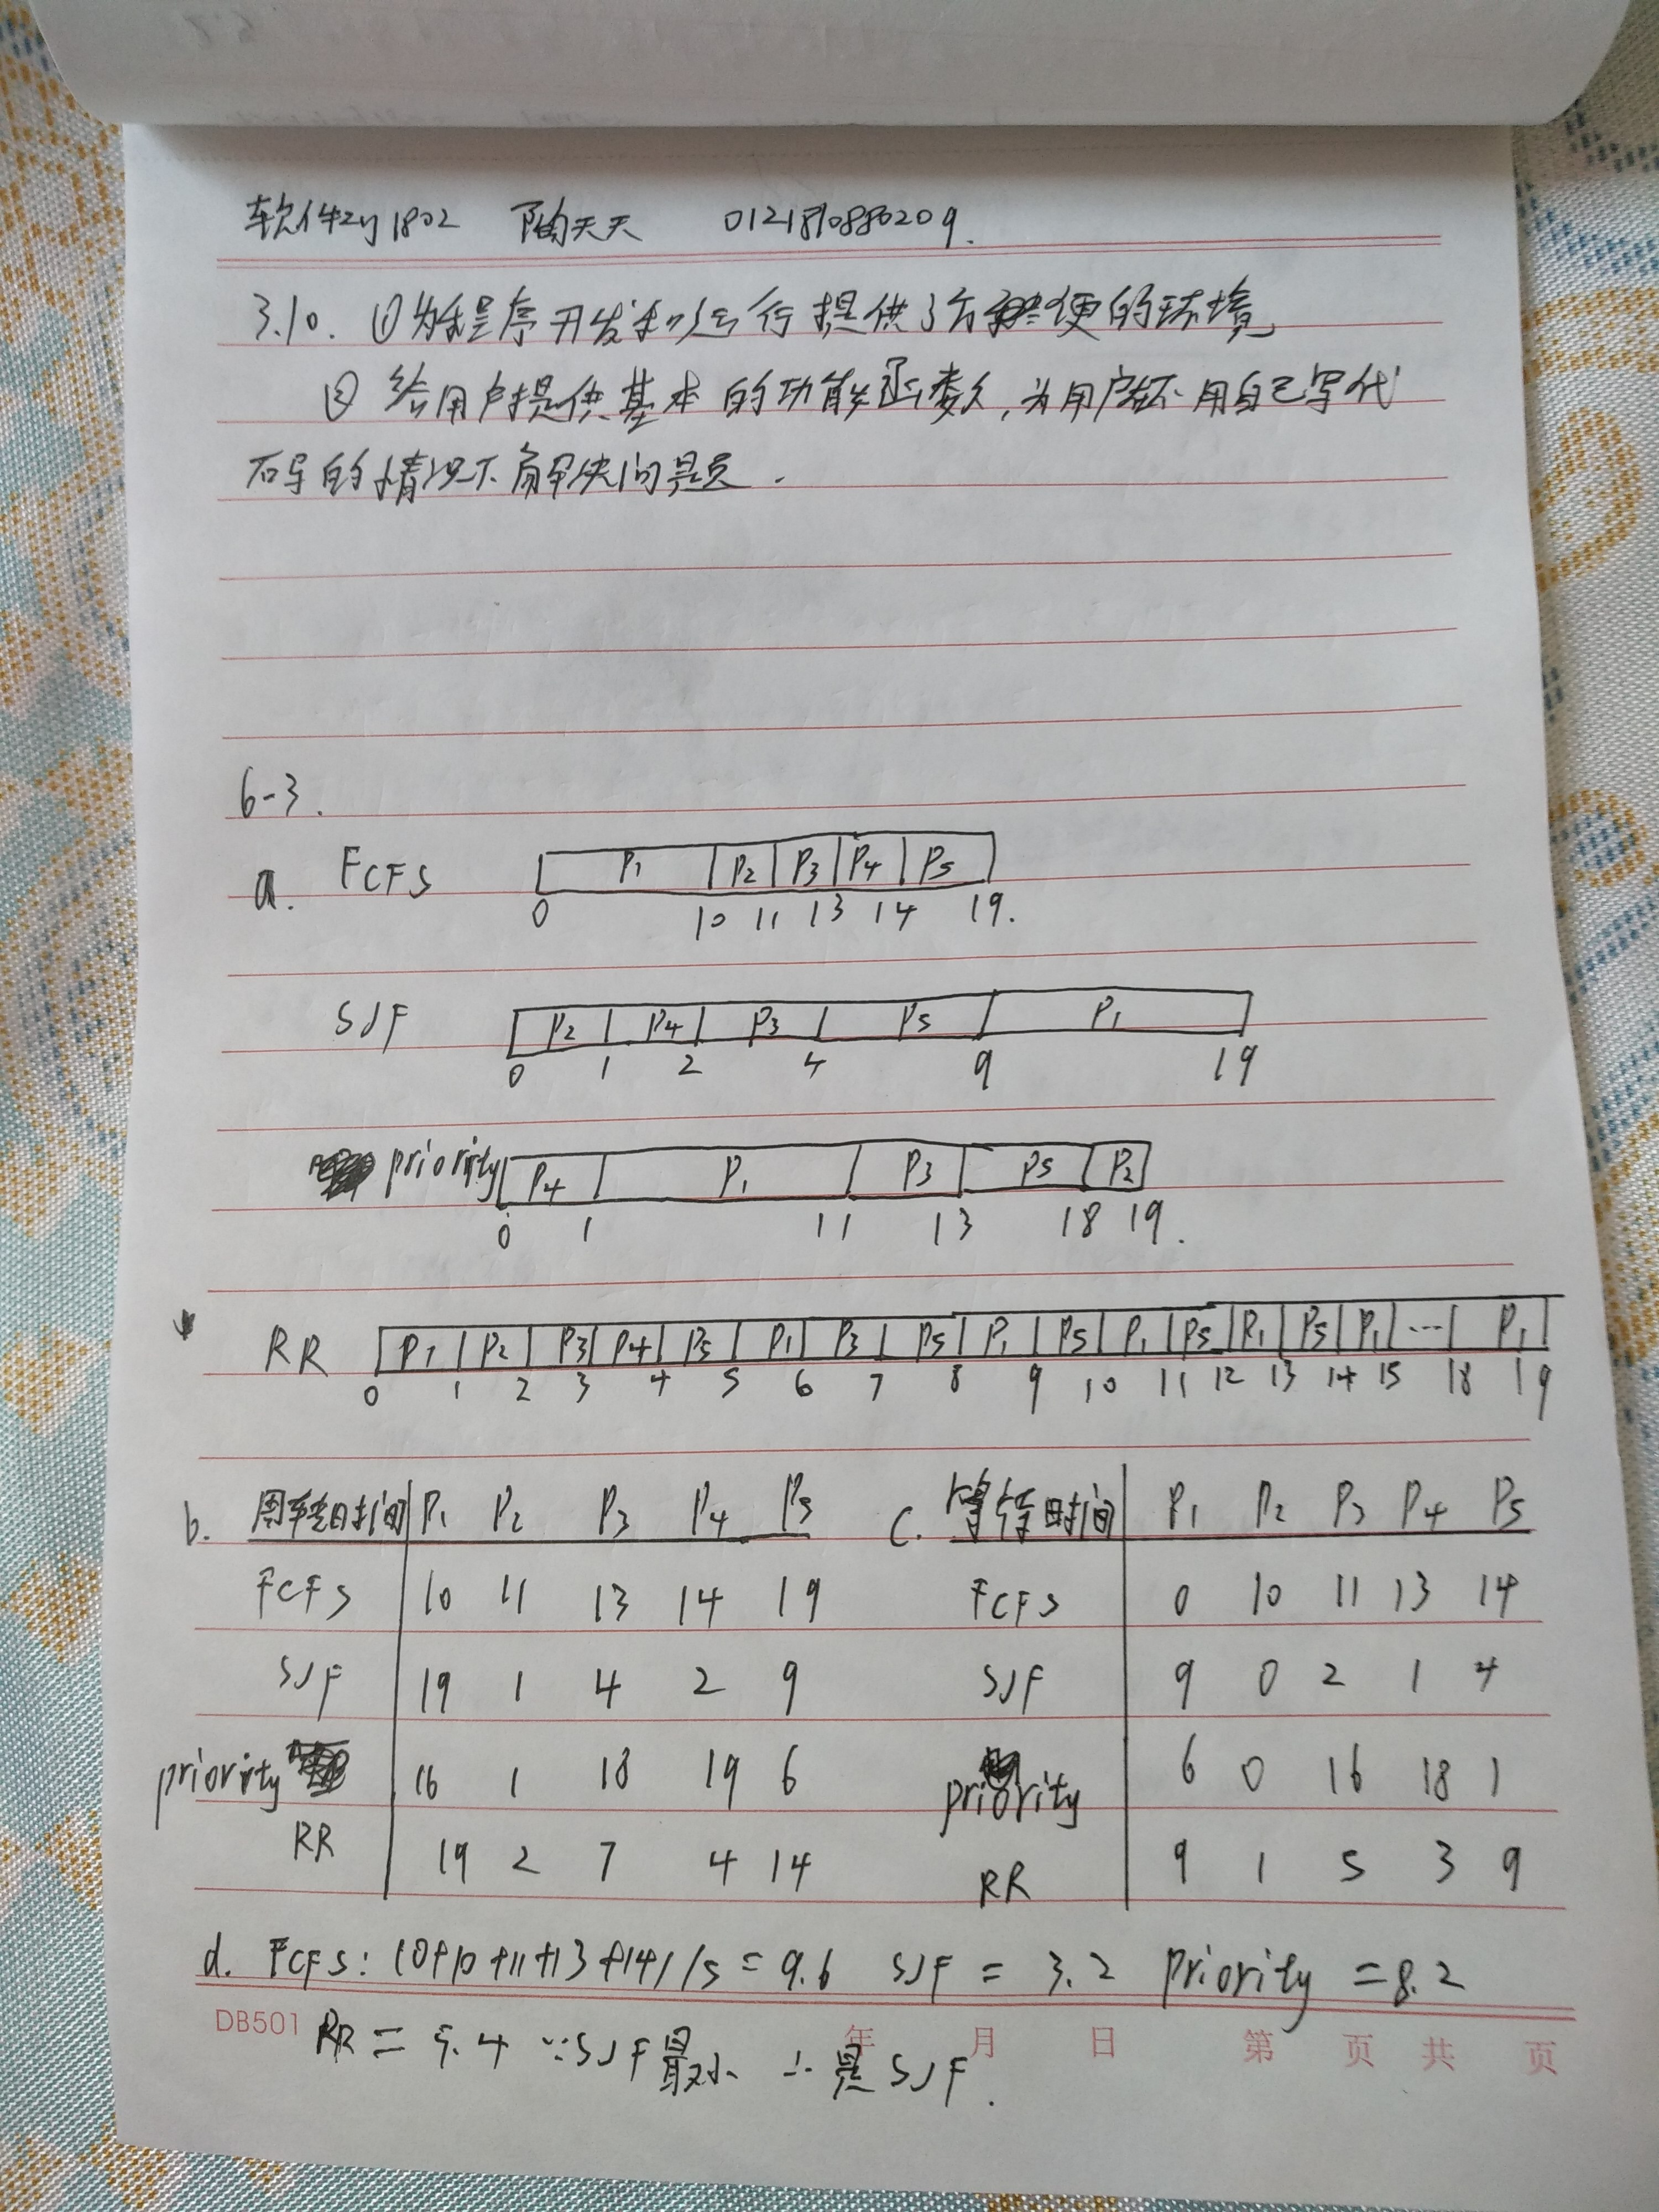 软件zy1802 陶天天 0121810880209.
3.10. ①为程序开发和运行提供了方便的环境
② 给用户提供基本的功能函数,为用户在不用自己写代
码的情况下解决问题.
6-3.
a. FCFS P1 P2 P3 P4 P5
0 10 11 13 14 19.
SJF P2 P4 P3 P5 P1
0 1 2 4 9 19
priority P4 P1 P3 P5 P2
0 1 11 13 18 19.
RR P1 P2 P3 P4 P5 P1 P3 P5 P1 P5 P1 P5 P1 P5 P1 ... P1
0 1 2 3 4 5 6 7 8 9 10 11 12 13 14 15 18 19
b. 周转时间 P1 P2 P3 P4 P5
FCFS 10 11 13 14 19
SJF 19 1 4 2 9
priority 16 1 18 19 6
RR 19 2 7 4 14
c. 等待时间 P1 P2 P3 P4 P5
FCFS 0 10 11 13 14
SJF 9 0 2 1 4
priority 6 0 16 18 1
RR 9 1 5 3 9
d. FCFS: (0+10+11+13+14)/5=9.6 SJF = 3.2 Priority =8.2
RR = 5.4 ∵SJF最小 ∴是SJF.
DB501 年 月 日 第 页 共 页